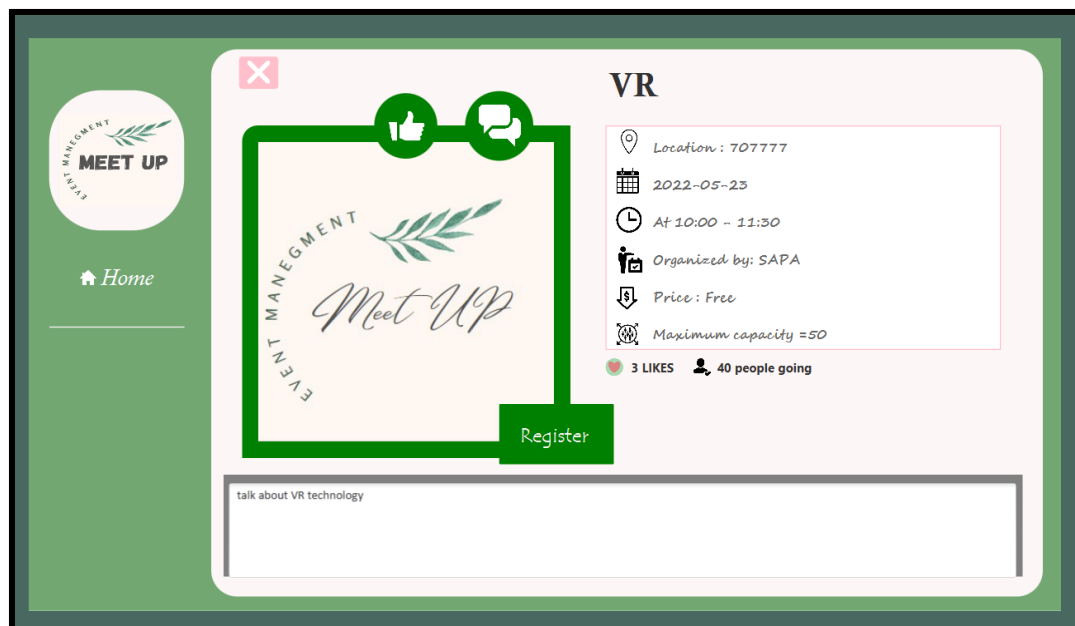 EVENT MANEGMENT
MEET UP
Home
VR
EVENT MANEGMENT
Meet UP
Register
Location : 707777
2022-05-23
At 10:00 - 11:30
Organized by: SAPA
Price : Free
Maximum capacity =50
3 LIKES 40 people going
talk about VR technology